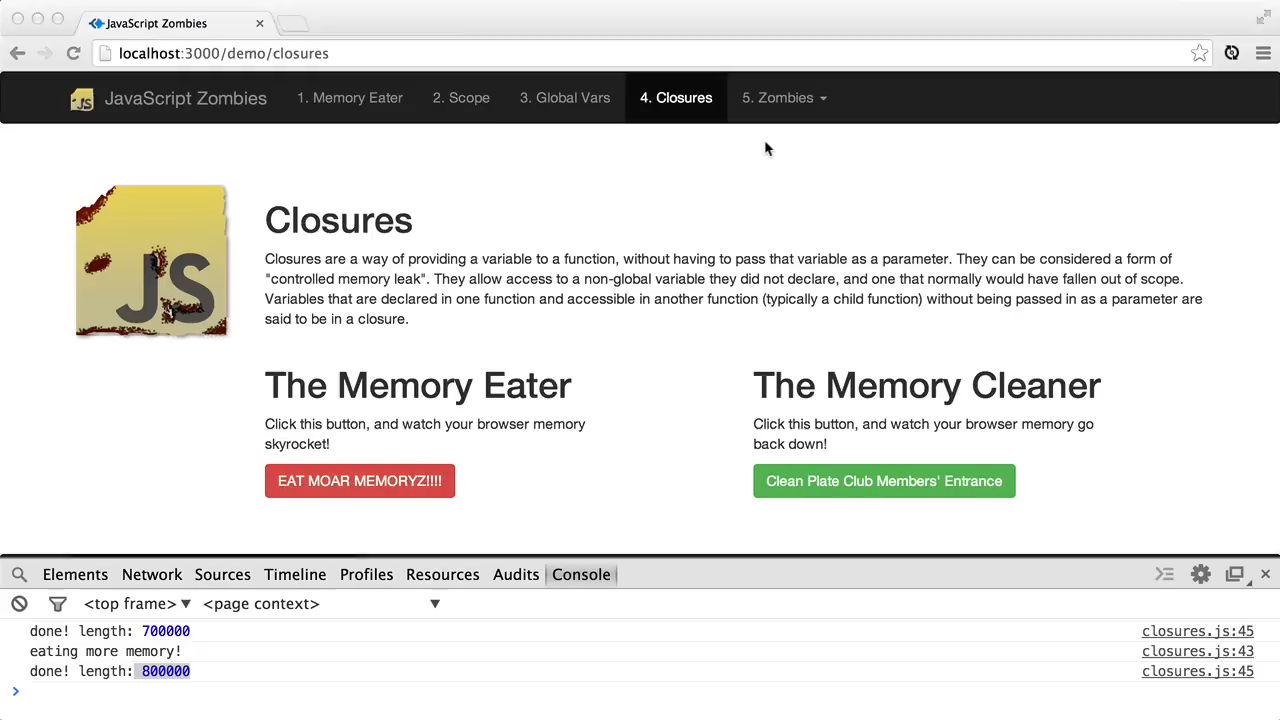 JavaScript Zombies
localhost:3000/demo/closures
JS JavaScript Zombies 1. Memory Eater 2. Scope 3. Global Vars 4. Closures 5. Zombies
JS
Closures
Closures are a way of providing a variable to a function, without having to pass that variable as a parameter. They can be considered a form of
"controlled memory leak". They allow access to a non-global variable they did not declare, and one that normally would have fallen out of scope.
Variables that are declared in one function and accessible in another function (typically a child function) without being passed in as a parameter are
said to be in a closure.
The Memory Eater
Click this button, and watch your browser memory
skyrocket!
EAT MOAR MEMORYZ!!!!
The Memory Cleaner
Click this button, and watch your browser memory go
back down!
Clean Plate Club Members' Entrance
Elements Network Sources Timeline Profiles Resources Audits Console
<top frame> <page context>
done! length: 700000 closures.js:45
eating more memory! closures.js:43
done! length: 800000 closures.js:45